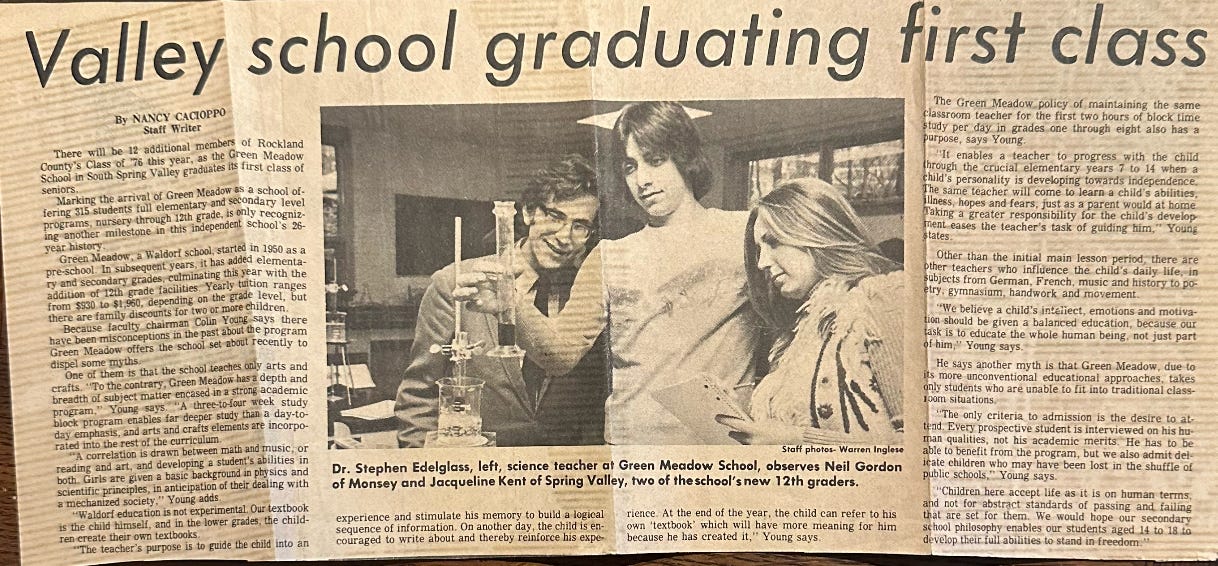 Valley school graduating first class
By NANCY CACIOPPO
Staff Writer
There will be 12 additional members of Rockland
County's Class of '76 this year, as the Green Meadow
School in South Spring Valley graduates its first class of
seniors.
Marking the arrival of Green Meadow as a school of-
fering 315 students full elementary and secondary level
programs, nursery through 12th grade, is only recogniz-
ing another milestone in this independent school's 26-
year history.
Green Meadow, a Waldorf school, started in 1950 as a
pre-school. In subsequent years, it has added elementa-
ry and secondary grades, culminating this year with the
addition of 12th grade facilities. Yearly tuition ranges
from $930 to $1,960, depending on the grade level, but
there are family discounts for two or more children.
Because faculty chairman Colin Young says there
have been misconceptions in the past about the program
Green Meadow offers the school set about recently to
dispel some myths.
One of them is that the school teaches only arts and
crafts. "To the contrary, Green Meadow has a depth and
breadth of subject matter encased in a strong academic
program," Young says. "A three-to-four week study
block program enables far deeper study than a day-to-
day emphasis, and arts and crafts elements are incorpo-
rated into the rest of the curriculum.
"A correlation is drawn between math and music, or
reading and art, and developing a student's abilities in
both. Girls are given a basic background in physics and
scientific principles, in anticipation of their dealing with
a mechanized society," Young adds.
"Waldorf education is not experimental. Our textbook
is the child himself, and in the lower grades, the child-
ren create their own textbooks.
"The teacher's purpose is to guide the child into an
Staff photos- Warren Inglese
Dr. Stephen Edelglass, left, science teacher at Green Meadow School, observes Neil Gordon
of Monsey and Jacqueline Kent of Spring Valley, two of the school's new 12th graders.
experience and stimulate his memory to build a logical
sequence of information. On another day, the child is en-
couraged to write about and thereby reinforce his expe-
rience. At the end of the year, the child can refer to his
own 'textbook' which will have more meaning for him
because he has created it," Young says.
The Green Meadow policy of maintaining the same
classroom teacher for the first two hours of block time
study per day in grades one through eight also has a
purpose, says Young.
"It enables a teacher to progress with the child
through the crucial elementary years 7 to 14 when a
child's personality is developing towards independence.
The same teacher will come to learn a child's abilities,
illness, hopes and fears, just as a parent would at home.
Taking a greater responsibility for the child's develop-
ment eases the teacher's task of guiding him," Young
states.
Other than the initial main lesson period, there are
other teachers who influence the child's daily life, in
subjects from German, French, music and history to po-
etry, gymnasium, handwork and movement.
"We believe a child's intellect, emotions and motiva-
tion should be given a balanced education, because our
task is to educate the whole human being, not just part
of him," Young says.
He says another myth is that Green Meadow, due to
its more unconventional educational approaches, takes
only students who are unable to fit into traditional class-
room situations.
"The only criteria to admission is the desire to at-
tend. Every prospective student is interviewed on his hu-
man qualities, not his academic merits. He has to be
able to benefit from the program, but we also admit del-
icate children who may have been lost in the shuffle of
public schools," Young says.
"Children here accept life as it is on human terms,
and not for abstract standards of passing and failing
that are set for them. We would hope our secondary
school philosophy enables our students aged 14 to 18 to
develop their full abilities to stand in freedom."